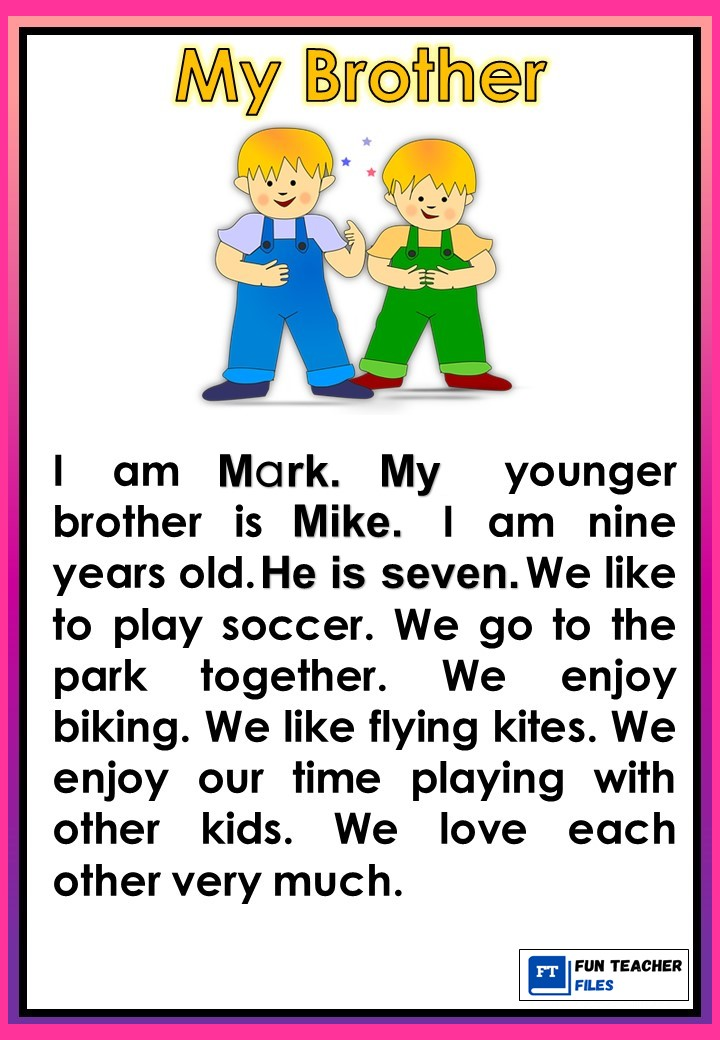 My Brother
I am Mark. My younger
brother is Mike. I am nine
years old. He is seven. We like
to play soccer. We go to the
park together. We enjoy
biking. We like flying kites. We
enjoy our time playing with
other kids. We love each
other very much.
FT
FUN TEACHER
FILES